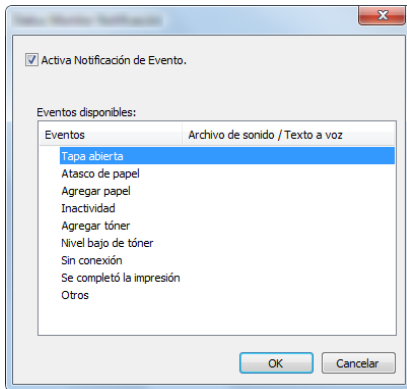 Activa Notificación de Evento.
Eventos disponibles:
Eventos Archivo de sonido / Texto a voz
Tapa abierta
Atasco de papel
Agregar papel
Inactividad
Agregar tóner
Nivel bajo de tóner
Sin conexión
Se completó la impresión
Otros
OK Cancelar